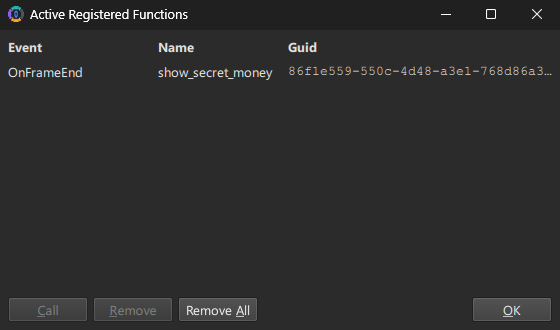 Active Registered Functions
Event Name Guid
OnFrameEnd show_secret_money 86f1e559-550c-4d48-a3e1-768d86a3…
Call Remove Remove All OK